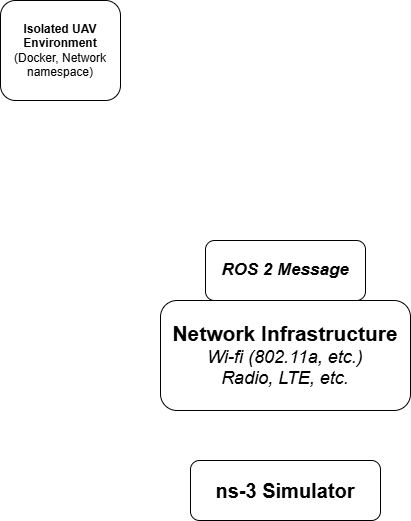 Isolated UAV
Environment
(Docker, Network
namespace)
ROS 2 Message
Network Infrastructure
Wi-fi (802.11a, etc.)
Radio, LTE, etc.
ns-3 Simulator